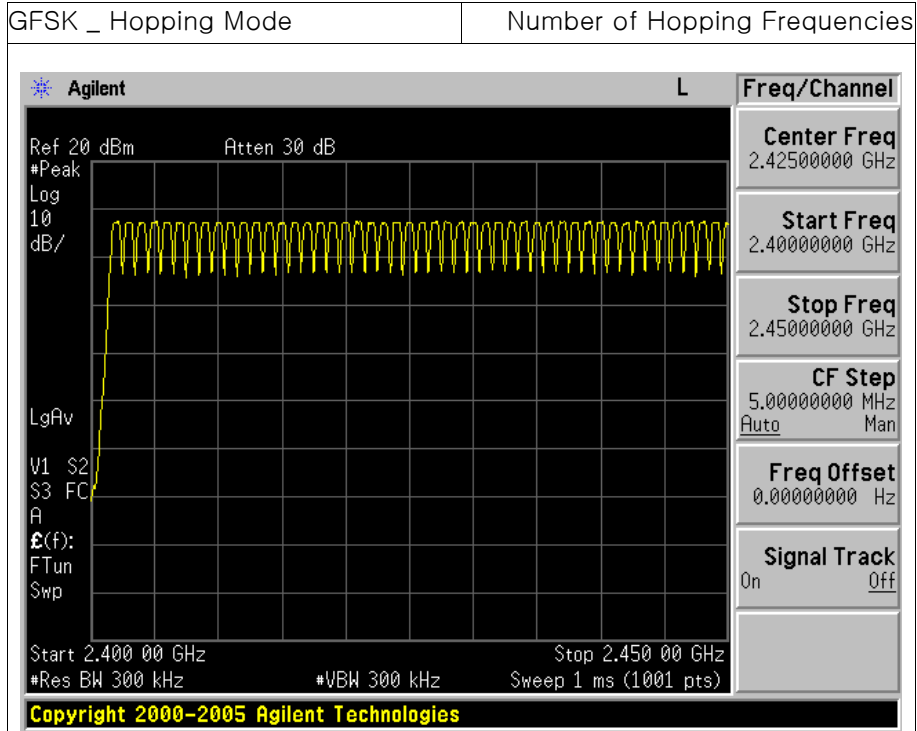 GFSK _ Hopping Mode
Number of Hopping Frequencies
Agilent
L
Freq/Channel
Ref 20 dBm
Atten 30 dB
#Peak
Log
10
dB/
LgAv
V1 S2
S3 FC
A
£(f):
FTun
Swp
Start 2.400 00 GHz
Stop 2.450 00 GHz
#Res BW 300 kHz
#VBW 300 kHz
Sweep 1 ms (1001 pts)
Center Freq
2.42500000 GHz
Start Freq
2.40000000 GHz
Stop Freq
2.45000000 GHz
CF Step
5.00000000 MHz
Auto Man
Freq Offset
0.00000000 Hz
Signal Track
On Off
Copyright 2000-2005 Agilent Technologies